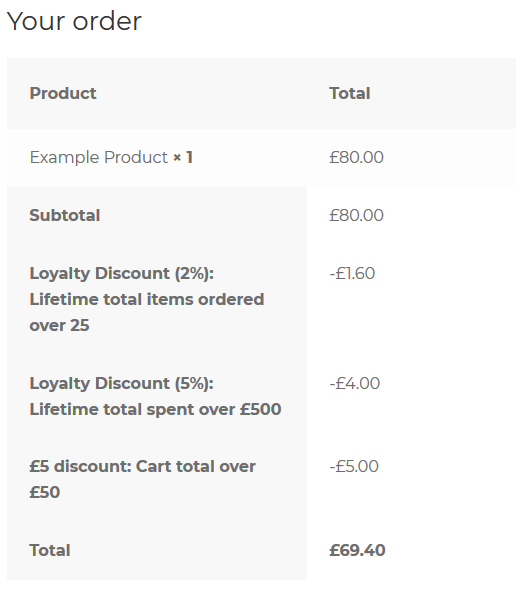 Your order
Product Total
Example Product × 1 £80.00
Subtotal £80.00
Loyalty Discount (2%): -£1.60
Lifetime total items ordered
over 25
Loyalty Discount (5%): -£4.00
Lifetime total spent over £500
£5 discount: Cart total over -£5.00
£50
Total £69.40